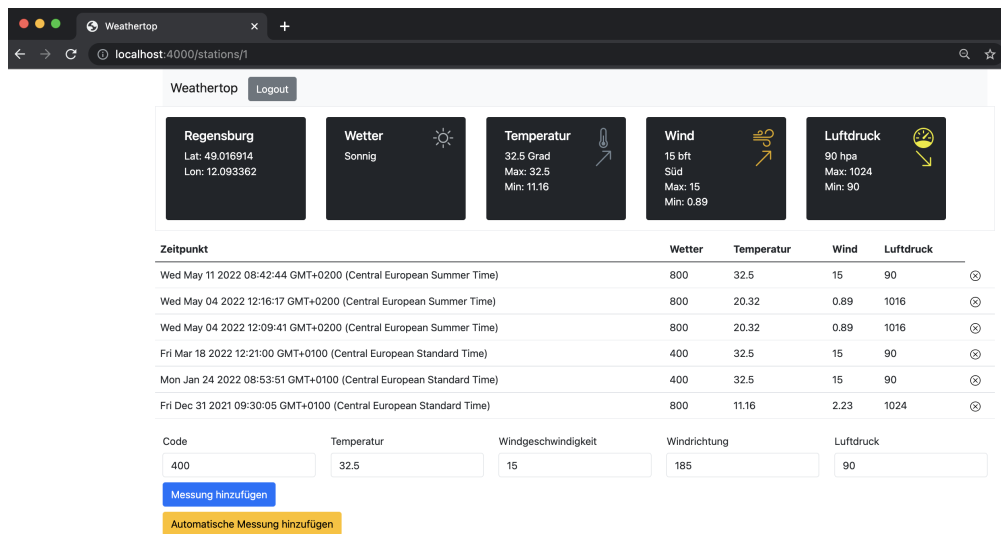 Weathertop
localhost:4000/stations/1
Weathertop Logout
Regensburg
Lat: 49.016914
Lon: 12.093362
Wetter
Sonnig
Temperatur
32.5 Grad
Max: 32.5
Min: 11.16
Wind
15 bft
Süd
Max: 15
Min: 0.89
Luftdruck
90 hpa
Max: 1024
Min: 90
Zeitpunkt Wetter Temperatur Wind Luftdruck
Wed May 11 2022 08:42:44 GMT+0200 (Central European Summer Time) 800 32.5 15 90
Wed May 04 2022 12:16:17 GMT+0200 (Central European Summer Time) 800 20.32 0.89 1016
Wed May 04 2022 12:09:41 GMT+0200 (Central European Summer Time) 800 20.32 0.89 1016
Fri Mar 18 2022 12:21:00 GMT+0100 (Central European Standard Time) 400 32.5 15 90
Mon Jan 24 2022 08:53:51 GMT+0100 (Central European Standard Time) 400 32.5 15 90
Fri Dec 31 2021 09:30:05 GMT+0100 (Central European Standard Time) 800 11.16 2.23 1024
Code Temperatur Windgeschwindigkeit Windrichtung Luftdruck
400 32.5 15 185 90
Messung hinzufügen
Automatische Messung hinzufügen